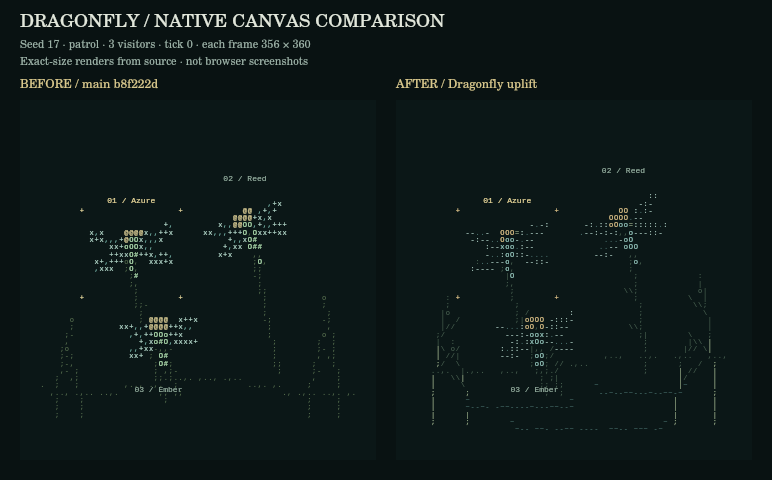 DRAGONFLY / NATIVE CANVAS COMPARISON
Seed 17 · patrol · 3 visitors · tick 0 · each frame 356 × 360
Exact-size renders from source · not browser screenshots
BEFORE / main b8f222d
AFTER / Dragonfly uplift
02 / Reed
01 / Azure
03 / Ember
02 / Reed
01 / Azure
03 / Ember